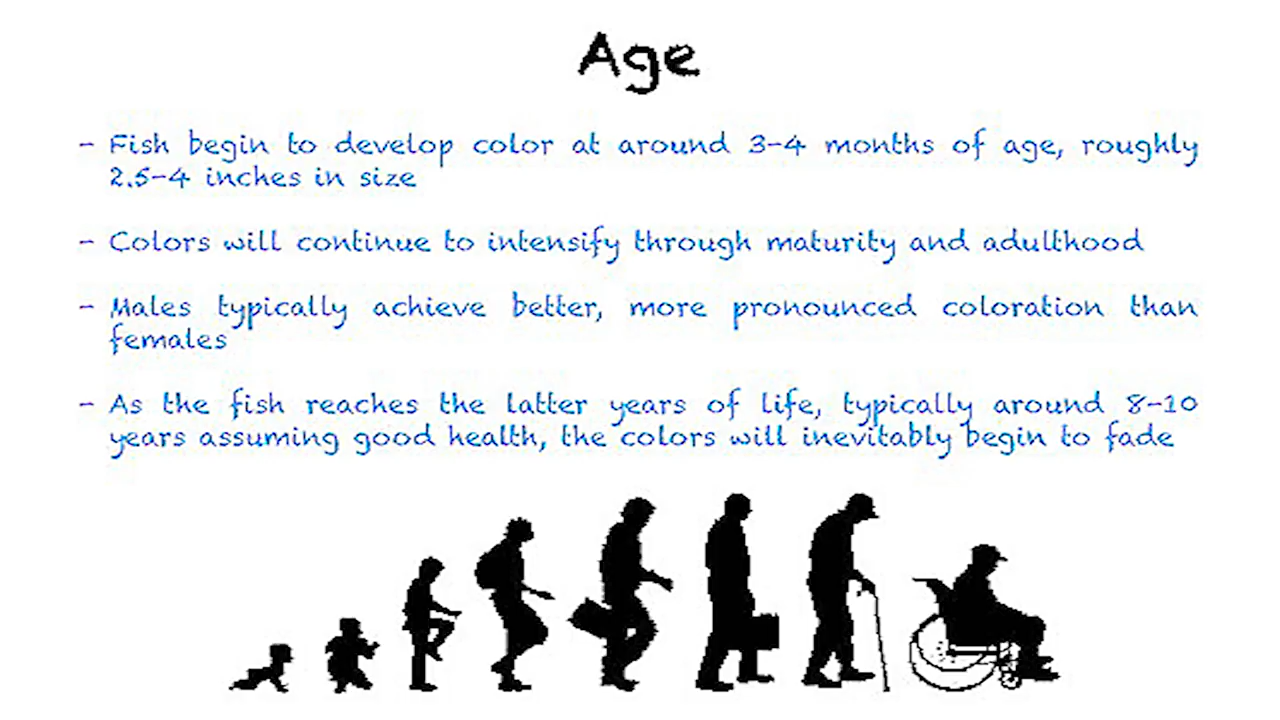 Age
- Fish begin to develop color at around 3-4 months of age, roughly
2.5-4 inches in size
- Colors will continue to intensify through maturity and adulthood
- Males typically achieve better, more pronounced coloration than
females
- As the fish reaches the latter years of life, typically around 8-10
years assuming good health, the colors will inevitably begin to fade